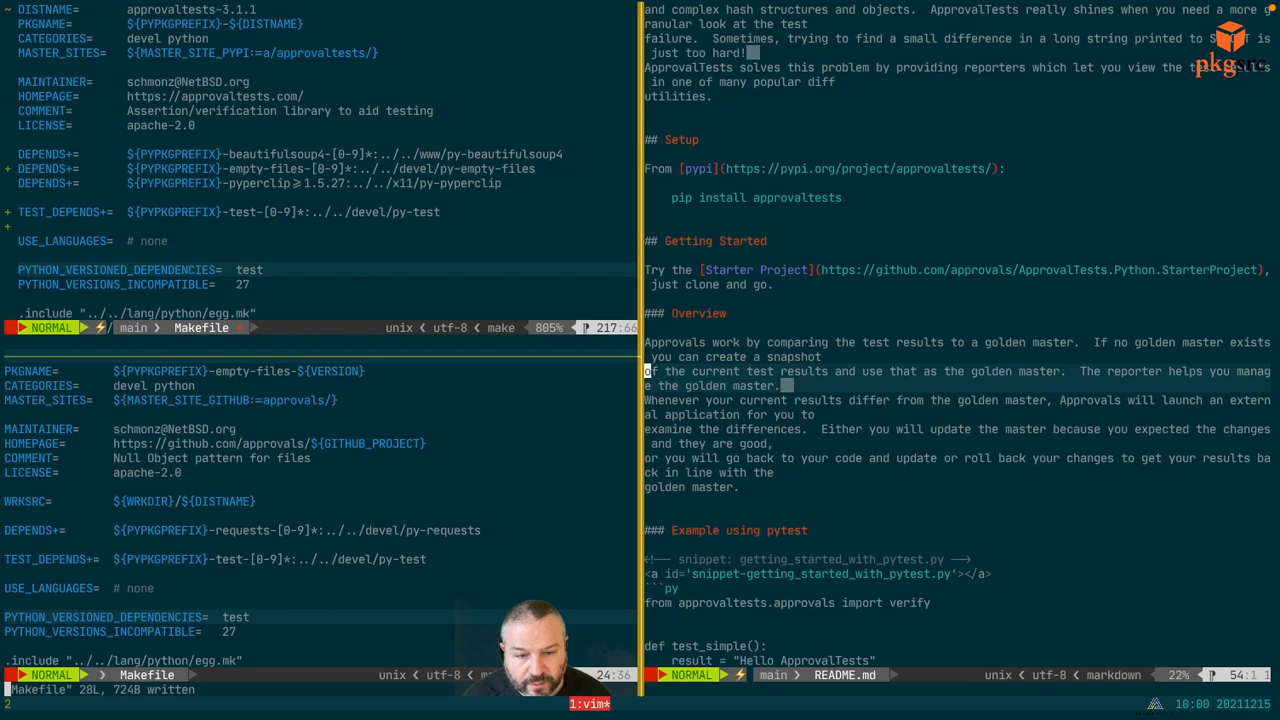 ~ DISTNAME=       approvaltests-3.1.1
  PKGNAME=        ${PYPKGPREFIX}-${DISTNAME}
  CATEGORIES=     devel python
  MASTER_SITES=   ${MASTER_SITE_PYPI:=a/approvaltests/}
  MAINTAINER=     schmonz@NetBSD.org
  HOMEPAGE=       https://approvaltests.com/
  COMMENT=        Assertion/verification library to aid testing
  LICENSE=        apache-2.0
  DEPENDS+=       ${PYPKGPREFIX}-beautifulsoup4-[0-9]*:../../www/py-beautifulsoup4
+ DEPENDS+=       ${PYPKGPREFIX}-empty-files-[0-9]*:../../devel/py-empty-files
  DEPENDS+=       ${PYPKGPREFIX}-pyperclip>=1.5.27:../../x11/py-pyperclip
+ TEST_DEPENDS+=  ${PYPKGPREFIX}-test-[0-9]*:../../devel/py-test
+
  USE_LANGUAGES=  # none
  PYTHON_VERSIONED_DEPENDENCIES=  test
  PYTHON_VERSIONS_INCOMPATIBLE=   27
  .include "../../lang/python/egg.mk"
NORMAL main Makefile unix utf-8 make 805% 217:66
PKGNAME=        ${PYPKGPREFIX}-empty-files-${VERSION}
CATEGORIES=     devel python
MASTER_SITES=   ${MASTER_SITE_GITHUB:=approvals/}
MAINTAINER=     schmonz@NetBSD.org
HOMEPAGE=       https://github.com/approvals/${GITHUB_PROJECT}
COMMENT=        Null Object pattern for files
LICENSE=        apache-2.0
WRKSRC=         ${WRKDIR}/${DISTNAME}
DEPENDS+=       ${PYPKGPREFIX}-requests-[0-9]*:../../devel/py-requests
TEST_DEPENDS+=  ${PYPKGPREFIX}-test-[0-9]*:../../devel/py-test
USE_LANGUAGES=  # none
PYTHON_VERSIONED_DEPENDENCIES=  test
PYTHON_VERSIONS_INCOMPATIBLE=   27
.include "../../lang/python/egg.mk"
NORMAL Makefile unix utf-8 24:36
"Makefile" 28L, 724B written
and complex hash structures and objects.  ApprovalTests really shines when you need a more g
ranular look at the test
failure.  Sometimes, trying to find a small difference in a long string printed to is
 just too hard!
ApprovalTests solves this problem by providing reporters which let you view the
 in one of many popular diff
utilities.
## Setup
From [pypi](https://pypi.org/project/approvaltests/):
    pip install approvaltests
## Getting Started
Try the [Starter Project](https://github.com/approvals/ApprovalTests.Python.StarterProject),
 just clone and go.
### Overview
Approvals work by comparing the test results to a golden master.  If no golden master exists
 you can create a snapshot
of the current test results and use that as the golden master.  The reporter helps you manag
e the golden master.
Whenever your current results differ from the golden master, Approvals will launch an extern
al application for you to
examine the differences.  Either you will update the master because you expected the changes
 and they are good,
or you will go back to your code and update or roll back your changes to get your results ba
ck in line with the
golden master.
### Example using pytest
<!-- snippet: getting_started_with_pytest.py -->
<a id='snippet-getting_started_with_pytest.py'></a>
```py
from approvaltests.approvals import verify
def test_simple():
    result = "Hello ApprovalTests"
NORMAL main README.md unix utf-8 markdown 22% 54:1
2 1:vim* 10:00 20211215
pkgsrc